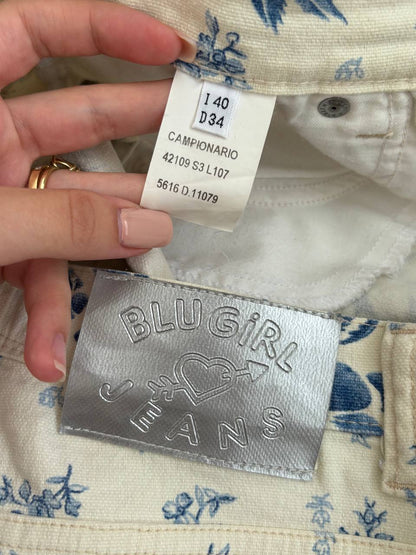 I 40
D 34
CAMPIONARIO
42109 S3 L107
5616 D.11079
BLUGiRL
JEANS